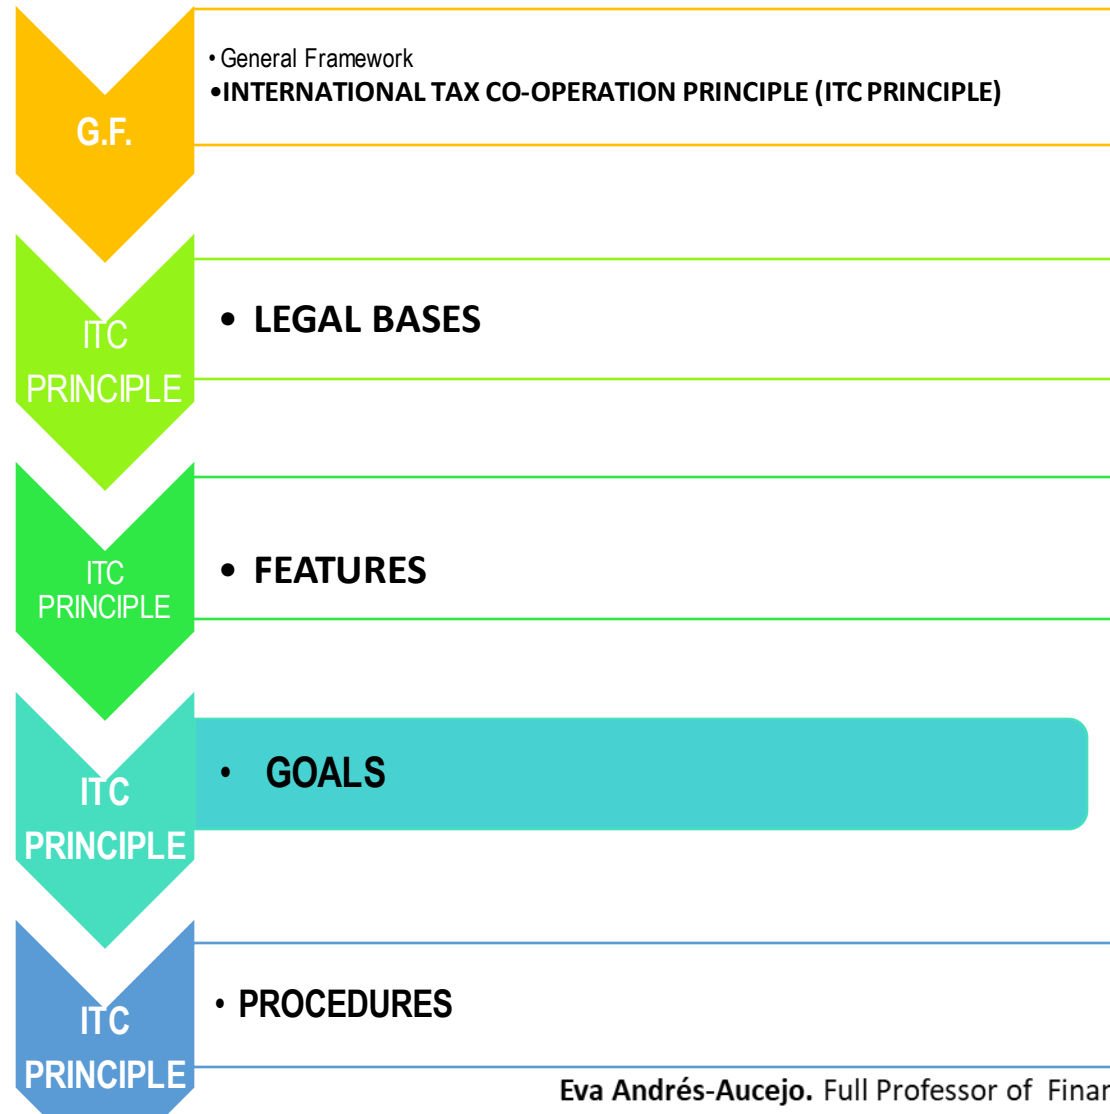 G.F.
• General Framework
•INTERNATIONAL TAX CO-OPERATION PRINCIPLE (ITC PRINCIPLE)
ITC
PRINCIPLE
• LEGAL BASES
ITC
PRINCIPLE
• FEATURES
ITC
PRINCIPLE
• GOALS
ITC
PRINCIPLE
• PROCEDURES
Eva Andrés-Aucejo. Full Professor of